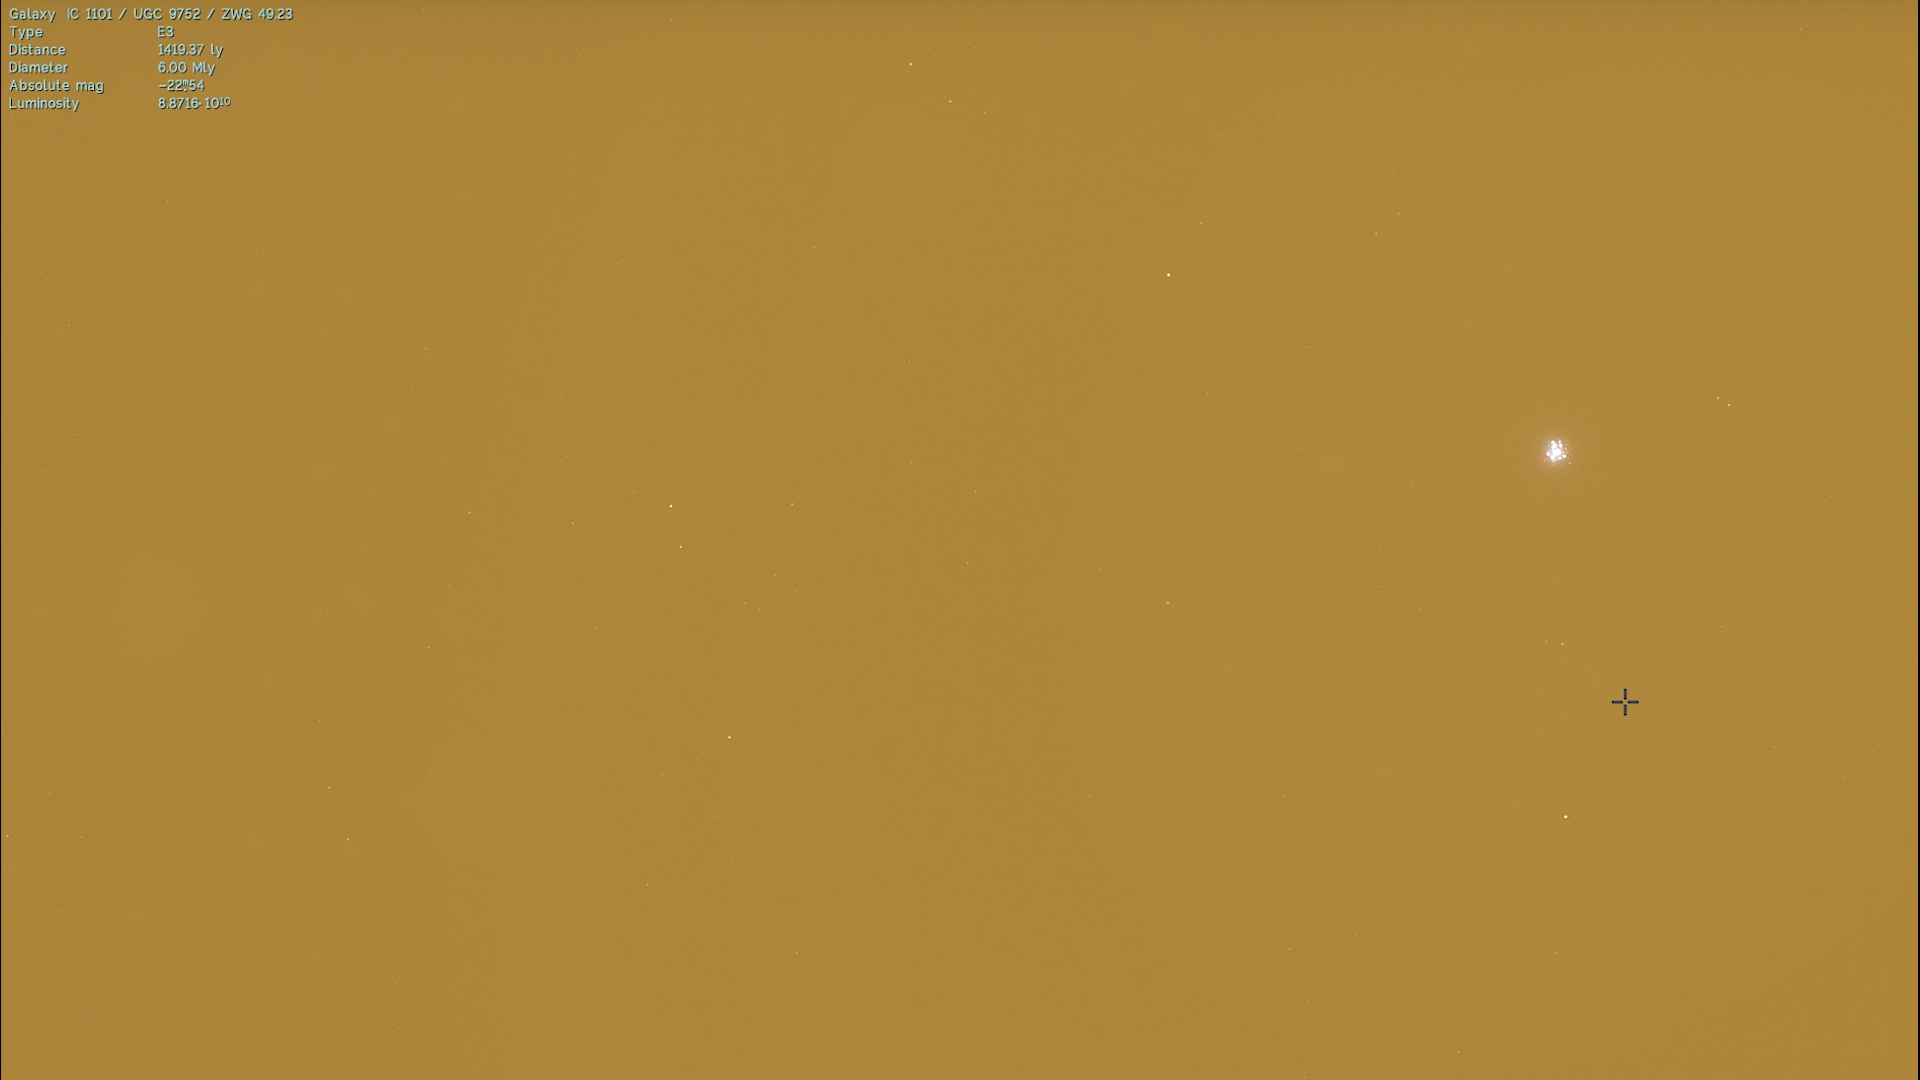 Galaxy IC 1101 / UGC 9752 / ZWG 49.23
Type E3
Distance 1419.37 ly
Diameter 6.00 Mly
Absolute mag −22ᵐ.54
Luminosity 8.8716·10¹⁰